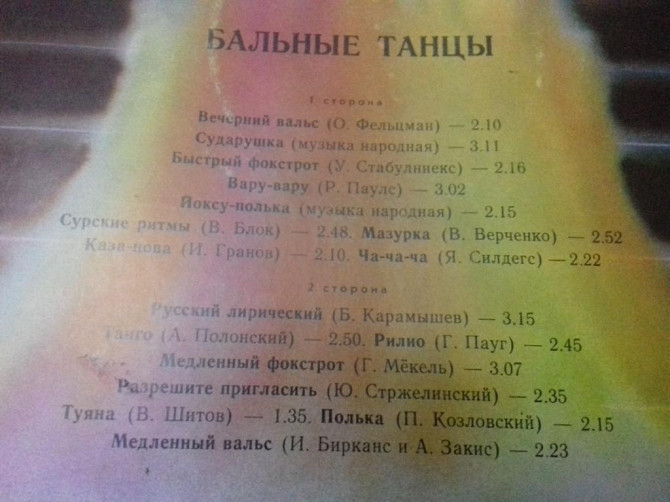 БАЛЬНЫЕ ТАНЦЫ
1 сторона
Вечерний вальс (О. Фельцман) — 2.10
Сударушка (музыка народная) — 3.11
Быстрый фокстрот (У. Стабулниекс) — 2.16
Вару-вару (Р. Паулс) — 3.02
Йоксу-полька (музыка народная) — 2.15
Сурские ритмы (В. Блок) — 2.48. Мазурка (В. Верченко) — 2.52
Каза-нова (И. Гранов) — 2.10. Ча-ча-ча (Я. Силдегс) — 2.22
2 сторона
Русский лирический (Б. Карамышев) — 3.15
Танго (А. Полонский) — 2.50. Рилио (Г. Пауг) — 2.45
Медленный фокстрот (Г. Мёкель) — 3.07
Разрешите пригласить (Ю. Стржелинский) — 2.35
Туяна (В. Шитов) — 1.35. Полька (П. Козловский) — 2.15
Медленный вальс (И. Бирканс и А. Закис) — 2.23